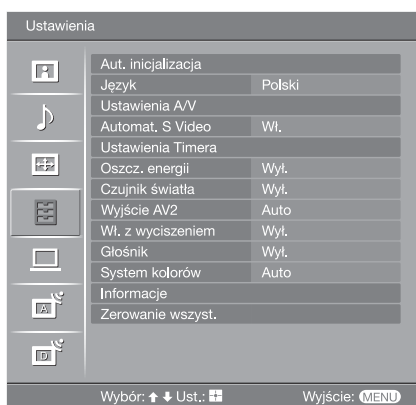 Ustawienia
Aut. inicjalizacja
Język Polski
Ustawienia A/V
Automat. S Video Wł.
Ustawienia Timera
Oszcz. energii Wył.
Czujnik światła Wył.
Wyjście AV2 Auto
Wł. z wyciszeniem Wył.
Głośnik Wył.
System kolorów Auto
Informacje
Zerowanie wszyst.
A
D
Wybór: ↑ ↓ Ust.: Wyjście: MENU